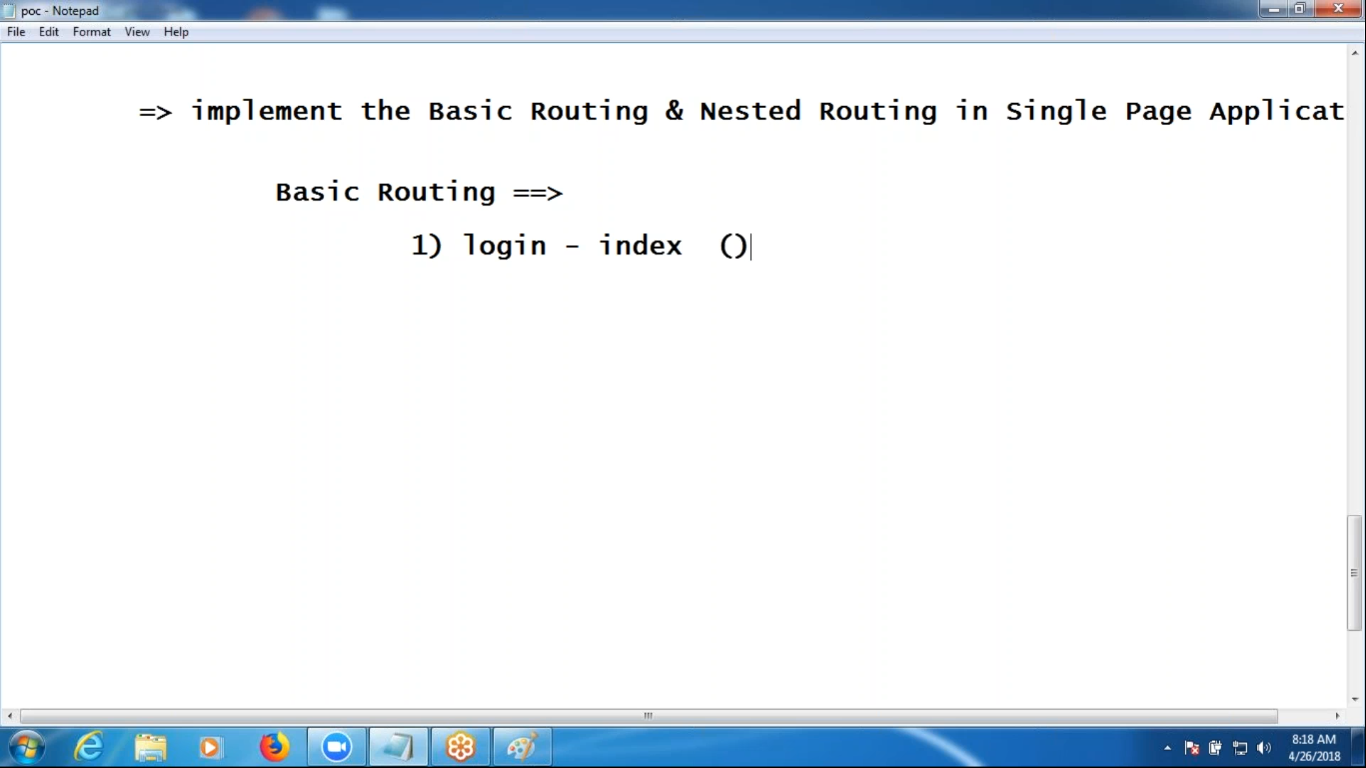 poc - Notepad
File Edit Format View Help
=> implement the Basic Routing & Nested Routing in Single Page Applicat
Basic Routing ==>
1) login - index ()
8:18 AM
4/26/2018